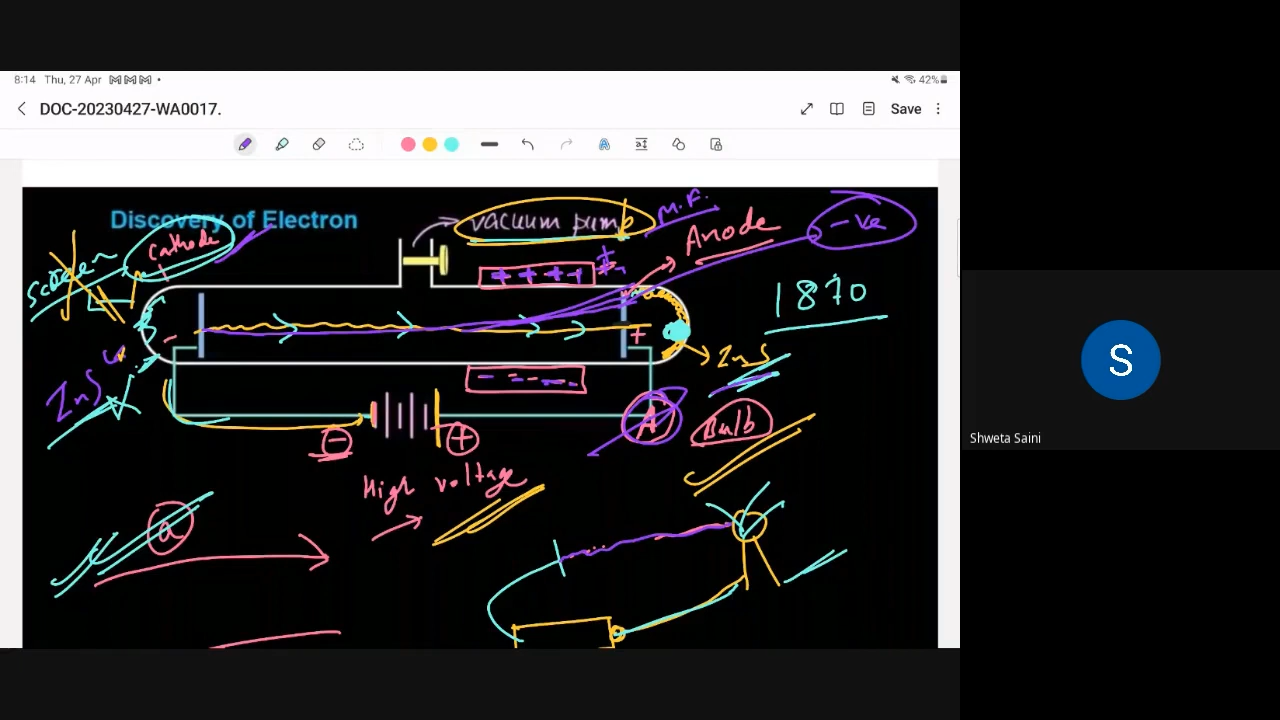 8:14 Thu, 27 Apr
42%
DOC-20230427-WA0017.
Save
Discovery of Electron
vacuum pump
M.F.
Anode
-ve
Cathode
Screen
+ + + +
1870
- +
ZnS
ZnS
- - - - -
A
Bulb
- +
High voltage
a
Shweta Saini
S